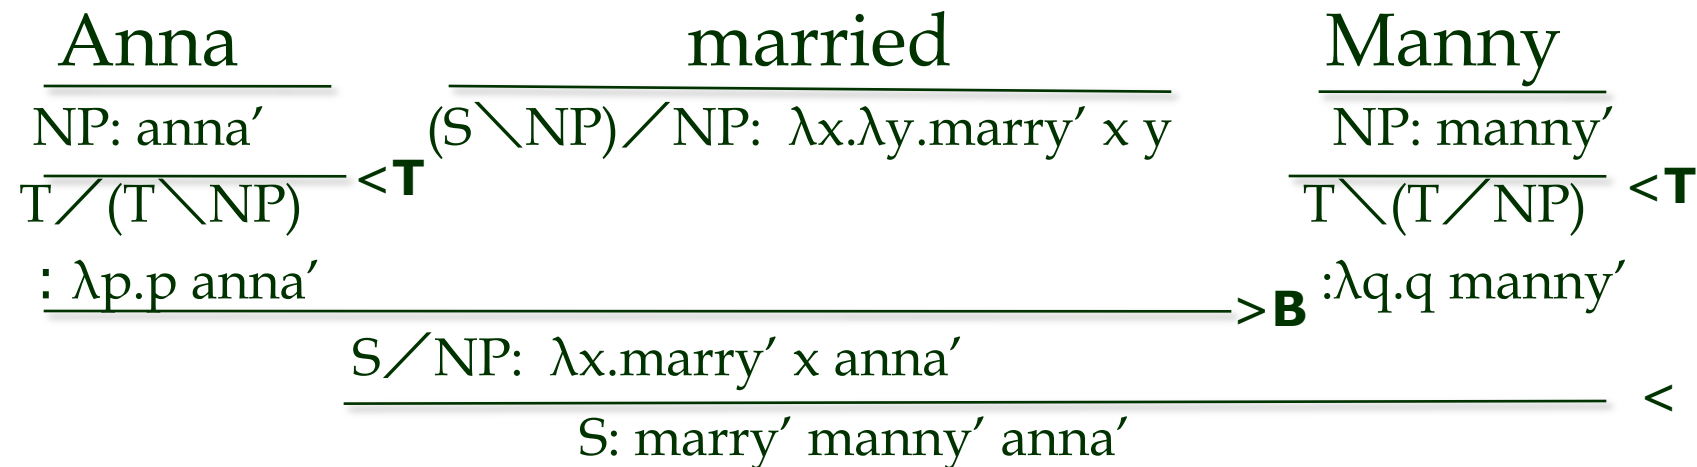 Anna married Manny
NP: anna′ (S＼NP)／NP: λx.λy.marry′ x y NP: manny′
<T <T
T／(T＼NP) T＼(T／NP)
: λp.p anna′ :λq.q manny′
>B
S／NP: λx.marry′ x anna′
<
S: marry′ manny′ anna′